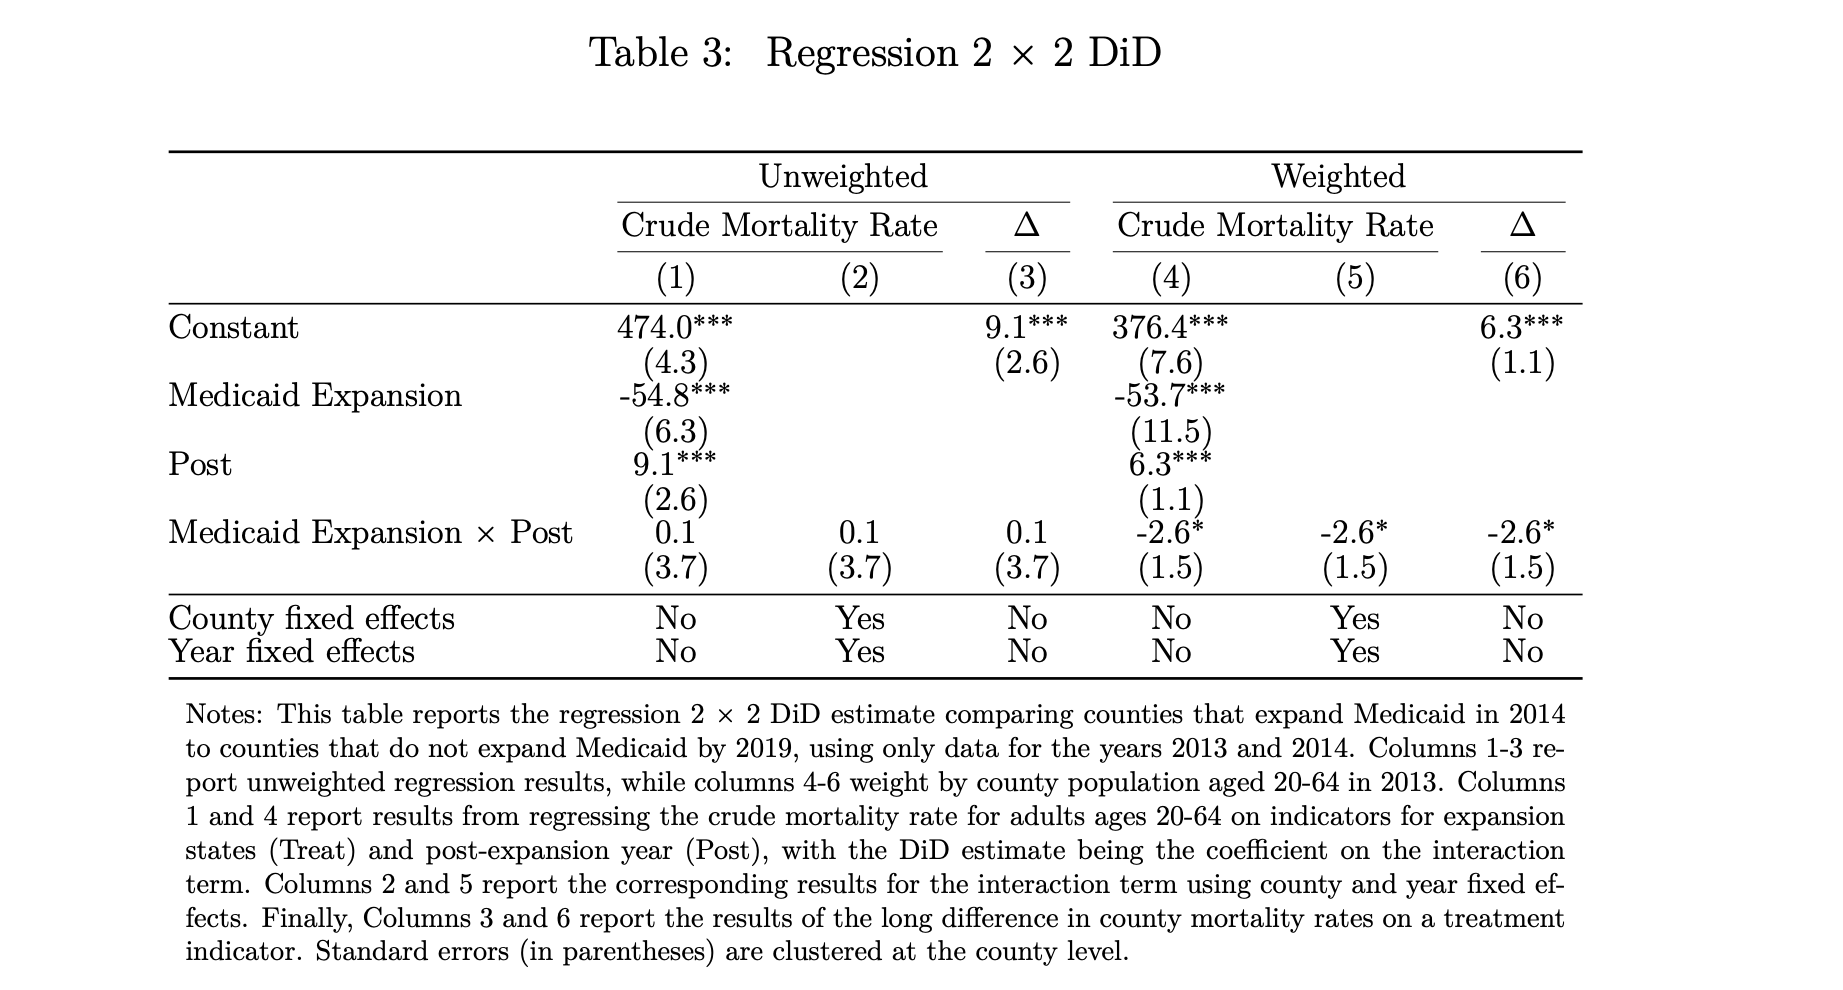 Table 3: Regression 2 × 2 DiD
Unweighted Weighted
Crude Mortality Rate Δ Crude Mortality Rate Δ
(1) (2) (3) (4) (5) (6)
Constant 474.0*** 9.1*** 376.4*** 6.3***
(4.3) (2.6) (7.6) (1.1)
Medicaid Expansion -54.8*** -53.7***
(6.3) (11.5)
Post 9.1*** 6.3***
(2.6) (1.1)
Medicaid Expansion × Post 0.1 0.1 0.1 -2.6* -2.6* -2.6*
(3.7) (3.7) (3.7) (1.5) (1.5) (1.5)
County fixed effects No Yes No No Yes No
Year fixed effects No Yes No No Yes No
Notes: This table reports the regression 2 × 2 DiD estimate comparing counties that expand Medicaid in 2014
to counties that do not expand Medicaid by 2019, using only data for the years 2013 and 2014. Columns 1-3 re-
port unweighted regression results, while columns 4-6 weight by county population aged 20-64 in 2013. Columns
1 and 4 report results from regressing the crude mortality rate for adults ages 20-64 on indicators for expansion
states (Treat) and post-expansion year (Post), with the DiD estimate being the coefficient on the interaction
term. Columns 2 and 5 report the corresponding results for the interaction term using county and year fixed ef-
fects. Finally, Columns 3 and 6 report the results of the long difference in county mortality rates on a treatment
indicator. Standard errors (in parentheses) are clustered at the county level.